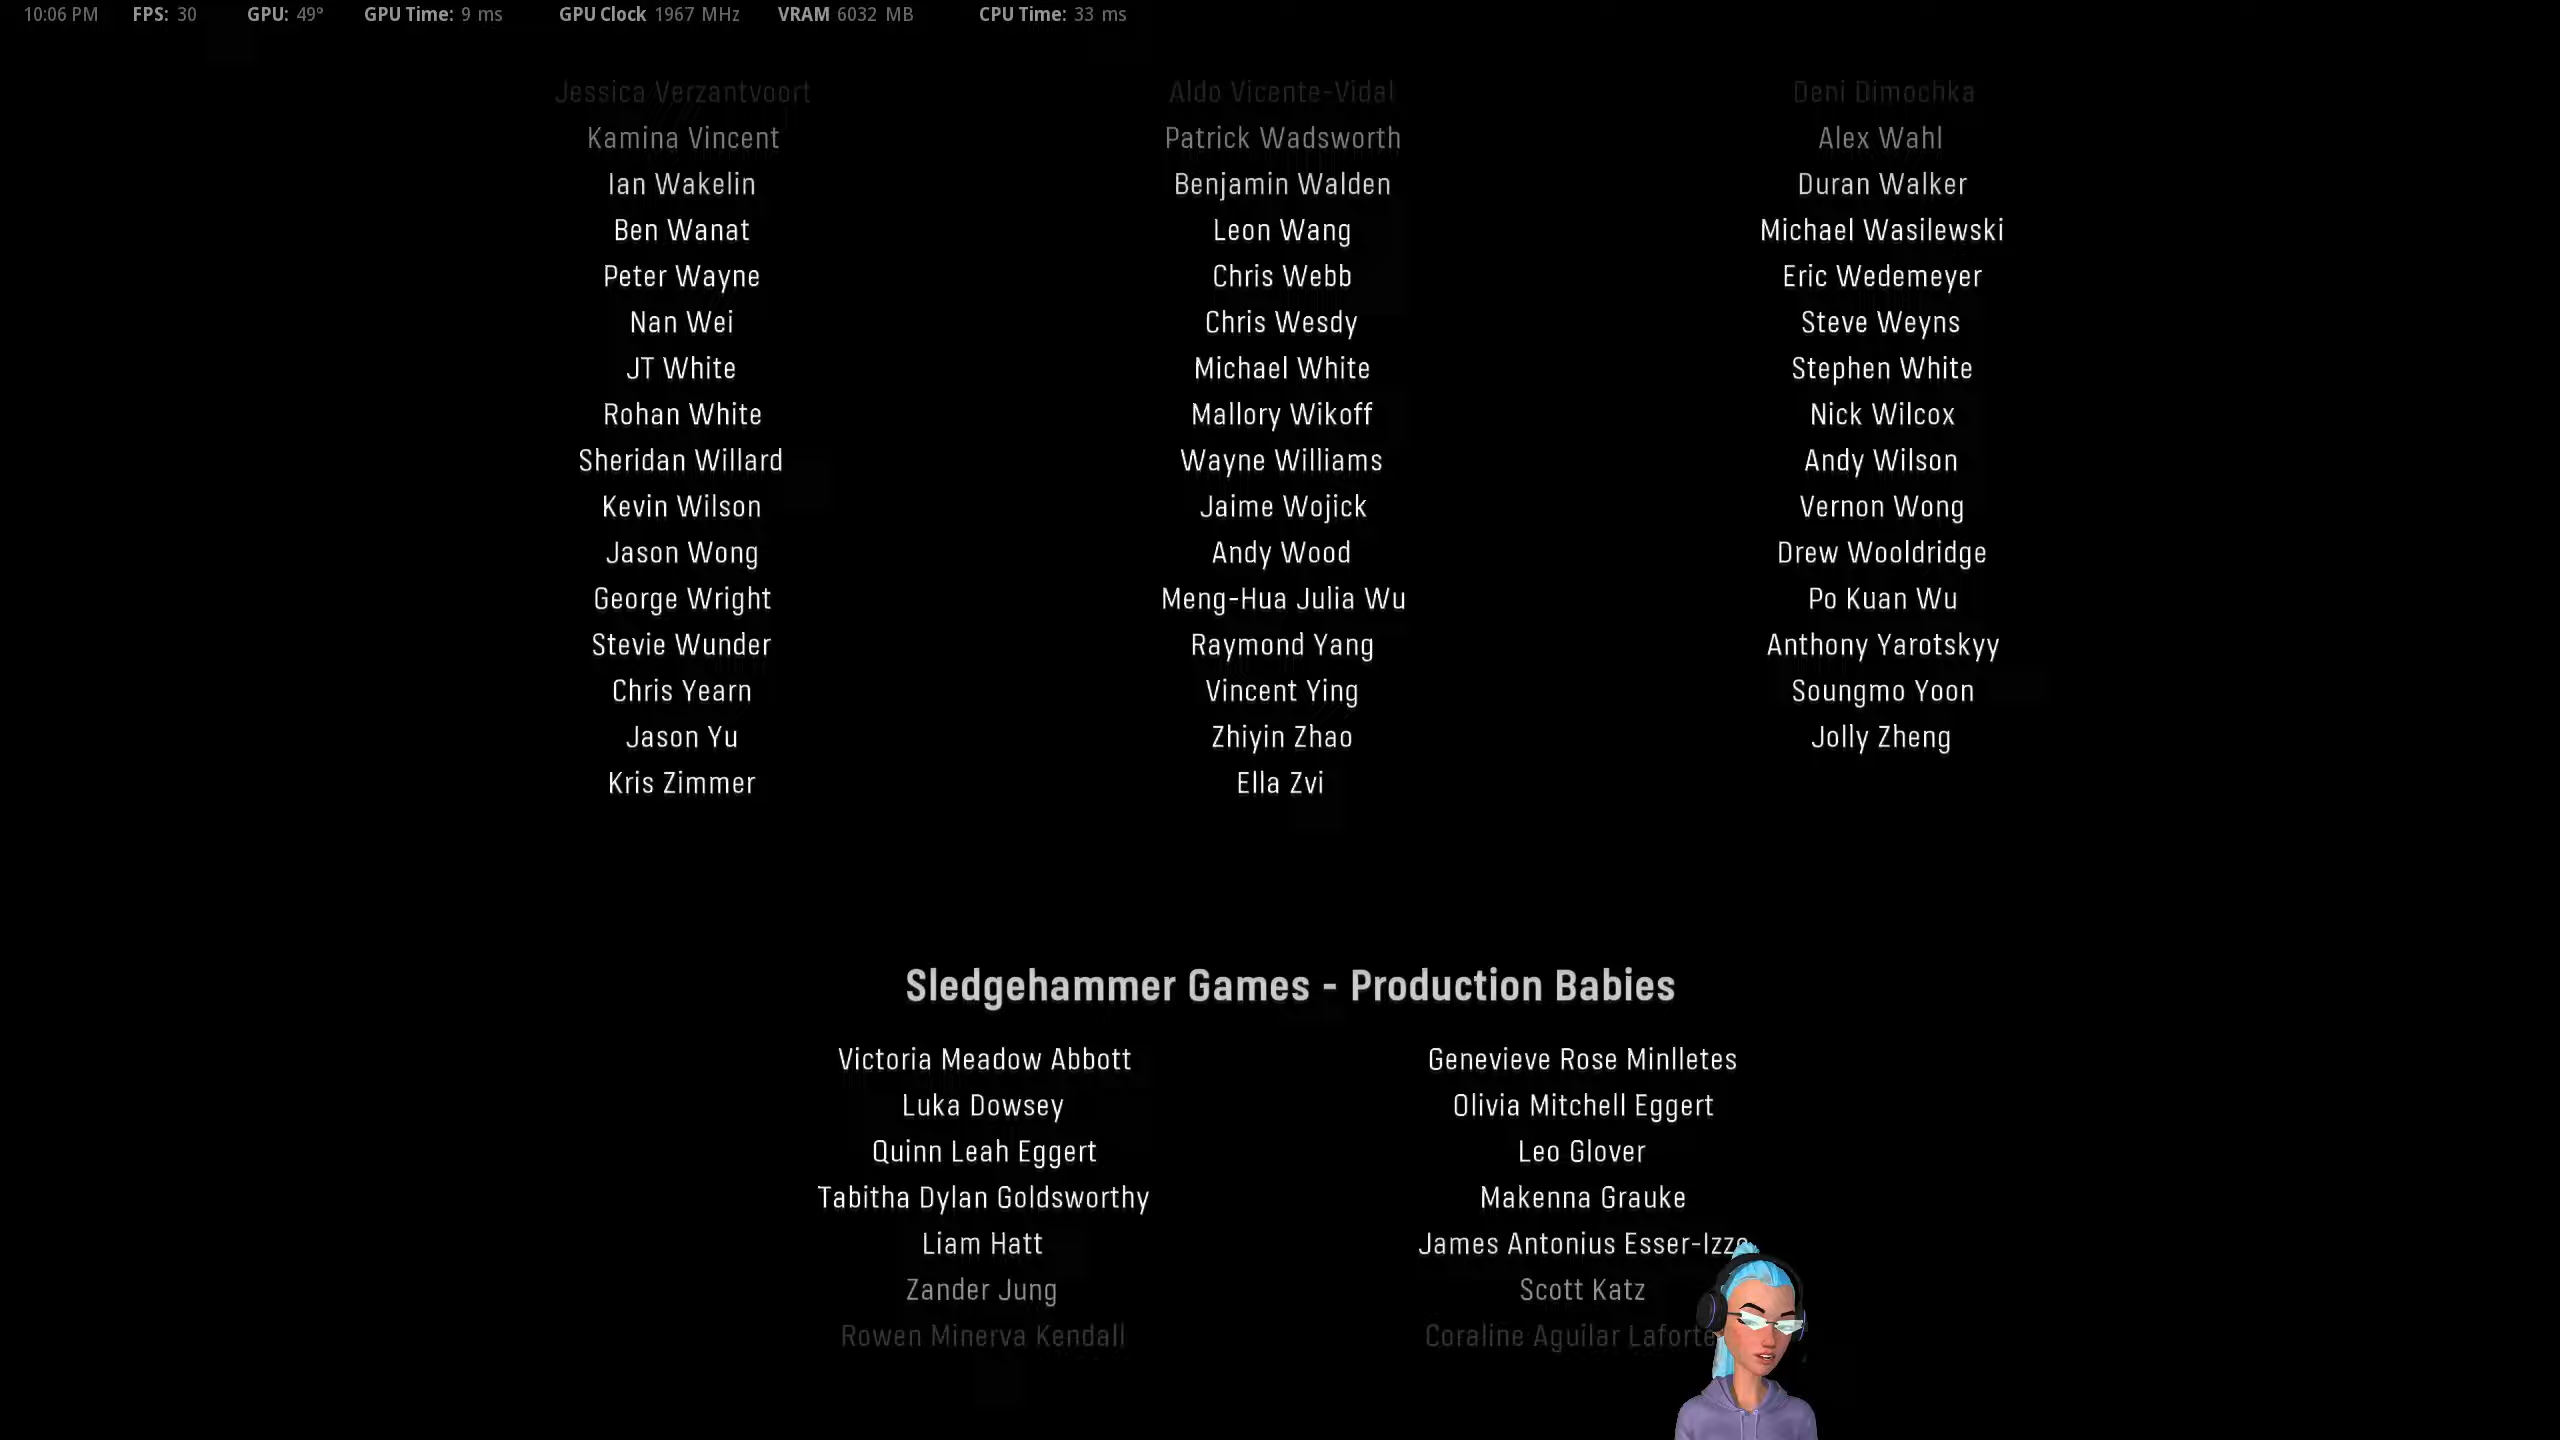 10:06 PM FPS: 30 GPU: 49° GPU Time: 9 ms GPU Clock 1967 MHz VRAM 6032 MB CPU Time: 33 ms
Jessica Verzantvoort Aldo Vicente-Vidal Deni Dimochka
Kamina Vincent Patrick Wadsworth Alex Wahl
Ian Wakelin Benjamin Walden Duran Walker
Ben Wanat Leon Wang Michael Wasilewski
Peter Wayne Chris Webb Eric Wedemeyer
Nan Wei Chris Wesdy Steve Weyns
JT White Michael White Stephen White
Rohan White Mallory Wikoff Nick Wilcox
Sheridan Willard Wayne Williams Andy Wilson
Kevin Wilson Jaime Wojick Vernon Wong
Jason Wong Andy Wood Drew Wooldridge
George Wright Meng-Hua Julia Wu Po Kuan Wu
Stevie Wunder Raymond Yang Anthony Yarotskyy
Chris Yearn Vincent Ying Soungmo Yoon
Jason Yu Zhiyin Zhao Jolly Zheng
Kris Zimmer Ella Zvi
Sledgehammer Games - Production Babies
Victoria Meadow Abbott Genevieve Rose Minlletes
Luka Dowsey Olivia Mitchell Eggert
Quinn Leah Eggert Leo Glover
Tabitha Dylan Goldsworthy Makenna Grauke
Liam Hatt James Antonius Esser-Izzo
Zander Jung Scott Katz
Rowen Minerva Kendall Coraline Aguilar Laforte